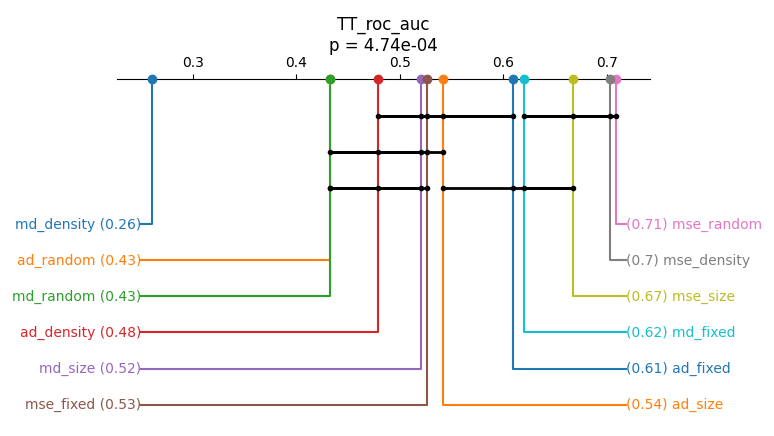 TT_roc_auc
p = 4.74e-04
0.3 0.4 0.5 0.6 0.7
md_density (0.26)
(0.71) mse_random
ad_random (0.43)
(0.7) mse_density
md_random (0.43)
(0.67) mse_size
ad_density (0.48)
(0.62) md_fixed
md_size (0.52)
(0.61) ad_fixed
mse_fixed (0.53)
(0.54) ad_size